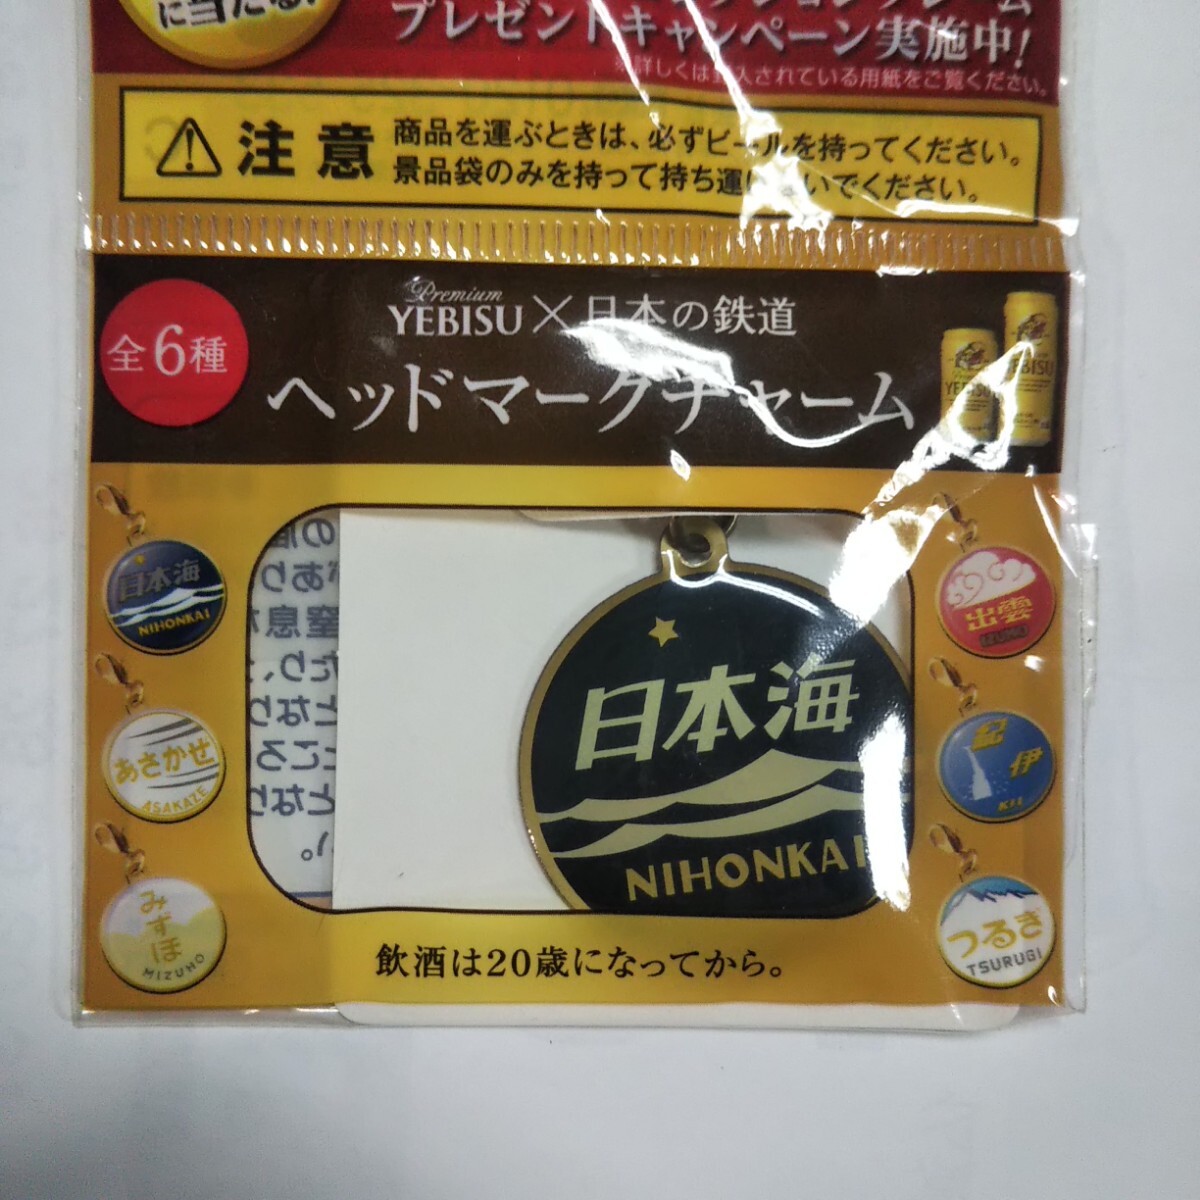 に当たる!
プレゼントキャンペーン実施中!
※詳しくは封入されている用紙をご覧ください。
注意
商品を運ぶときは、必ずビールを持ってください。
景品袋のみを持って持ち運ばないでください。
全6種
Premium
YEBISU×日本の鉄道
ヘッドマークチャーム
YEBISU
YEBISU
日本海
NIHONKAI
あさかぜ
ASAKAZE
みずほ
MIZUHO
日本海
NIHONKAI
出雲
IZUMO
紀伊
KII
つるぎ
TSURUGI
飲酒は20歳になってから。